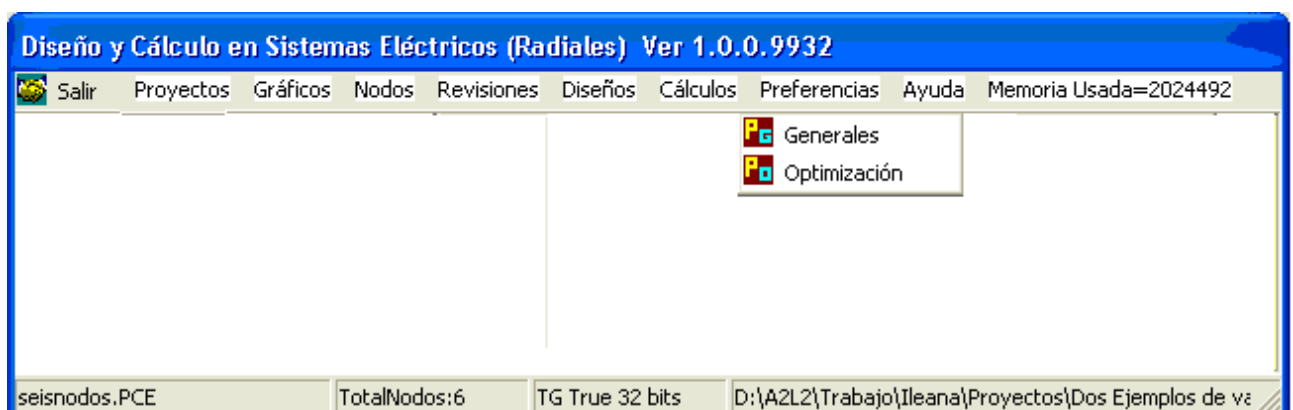 Diseño y Cálculo en Sistemas Eléctricos (Radiales) Ver 1.0.0.9932
Salir Proyectos Gráficos Nodos Revisiones Diseños Cálculos Preferencias Ayuda Memoria Usada=2024492
PG Generales
PO Optimización
seisnodos.PCE TotalNodos:6 TG True 32 bits D:\A2L2\Trabajo\Ileana\Proyectos\Dos Ejemplos de va